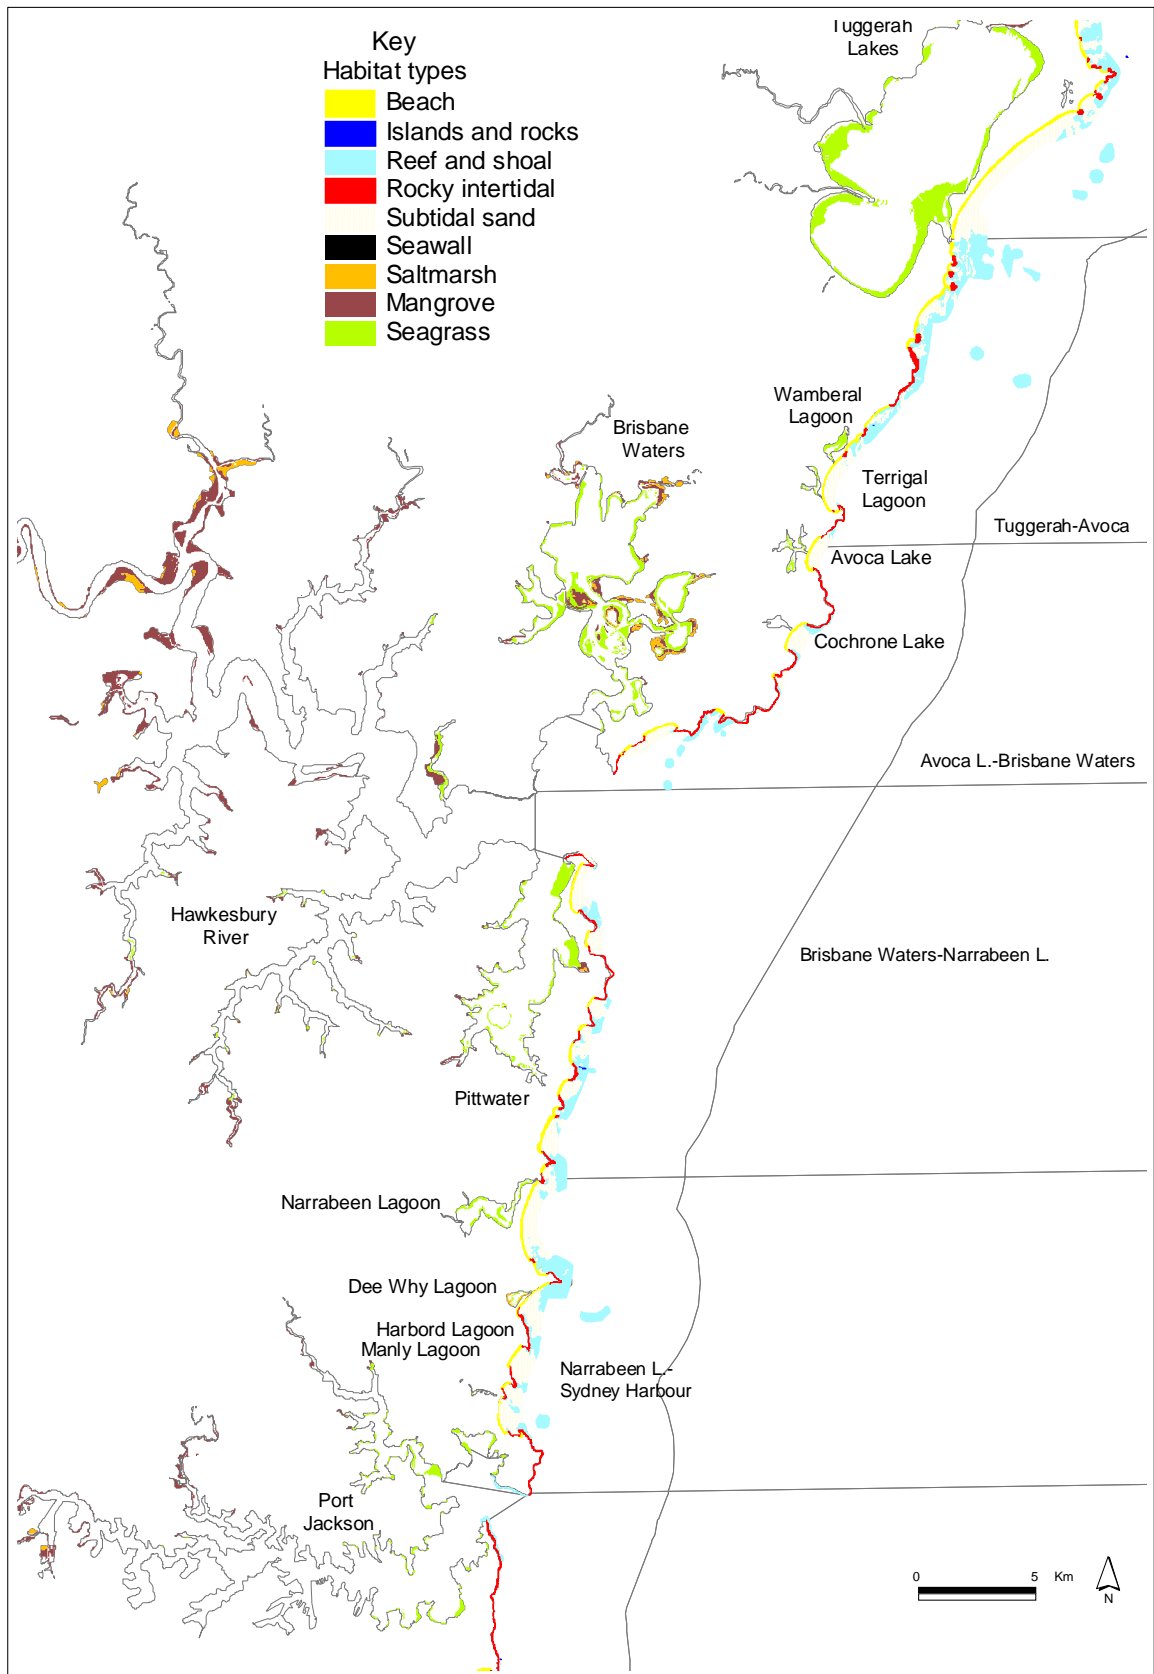 Tuggerah
Lakes
Key
Habitat types
Beach
Islands and rocks
Reef and shoal
Rocky intertidal
Subtidal sand
Seawall
Saltmarsh
Mangrove
Seagrass
Wamberal
Lagoon
Brisbane
Waters
Terrigal
Lagoon
Tuggerah-Avoca
Avoca Lake
Cochrone Lake
Avoca L.-Brisbane Waters
Hawkesbury
River
Brisbane Waters-Narrabeen L.
Pittwater
Narrabeen Lagoon
Dee Why Lagoon
Harbord Lagoon
Manly Lagoon
Narrabeen L.-
Sydney Harbour
Port
Jackson
0 5 Km
N